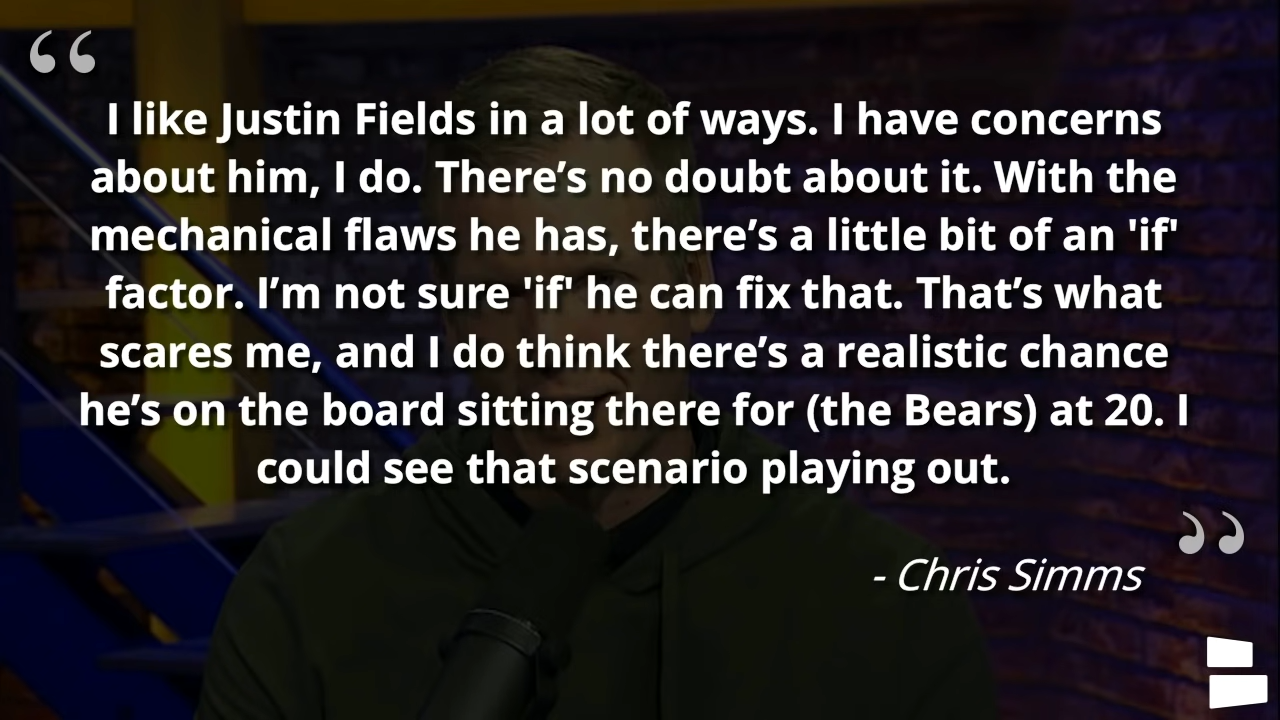 “
I like Justin Fields in a lot of ways. I have concerns
about him, I do. There’s no doubt about it. With the
mechanical flaws he has, there’s a little bit of an 'if'
factor. I’m not sure 'if' he can fix that. That’s what
scares me, and I do think there’s a realistic chance
he’s on the board sitting there for (the Bears) at 20. I
could see that scenario playing out.
”
- Chris Simms